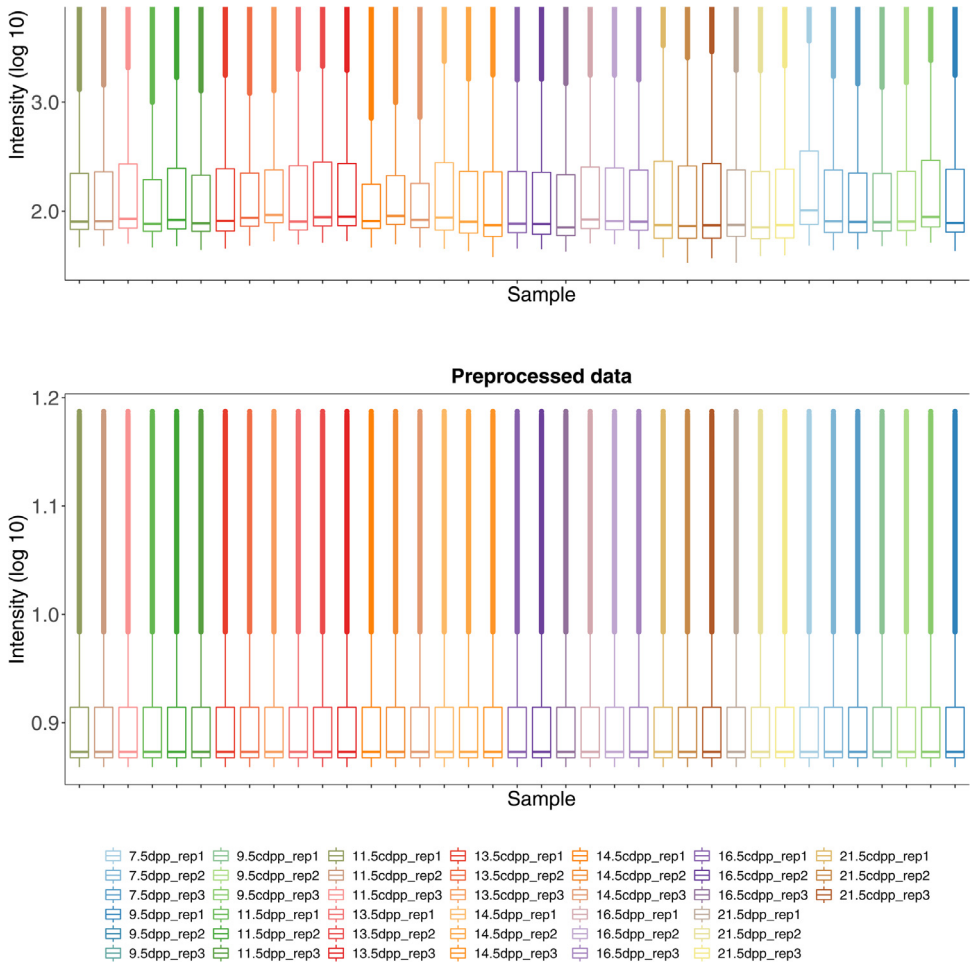 Intensity (log 10)
3.0
2.0
Sample
Preprocessed data
Intensity (log 10)
1.2
1.1
1.0
0.9
Sample
7.5dpp_rep1 9.5cdpp_rep1 11.5cdpp_rep1 13.5cdpp_rep1 14.5cdpp_rep1 16.5cdpp_rep1 21.5cdpp_rep1
7.5dpp_rep2 9.5cdpp_rep2 11.5cdpp_rep2 13.5cdpp_rep2 14.5cdpp_rep2 16.5cdpp_rep2 21.5cdpp_rep2
7.5dpp_rep3 9.5cdpp_rep3 11.5cdpp_rep3 13.5cdpp_rep3 14.5cdpp_rep3 16.5cdpp_rep3 21.5cdpp_rep3
9.5dpp_rep1 11.5dpp_rep1 13.5dpp_rep1 14.5dpp_rep1 16.5dpp_rep1 21.5dpp_rep1
9.5dpp_rep2 11.5dpp_rep2 13.5dpp_rep2 14.5dpp_rep2 16.5dpp_rep2 21.5dpp_rep2
9.5dpp_rep3 11.5dpp_rep3 13.5dpp_rep3 14.5dpp_rep3 16.5dpp_rep3 21.5dpp_rep3